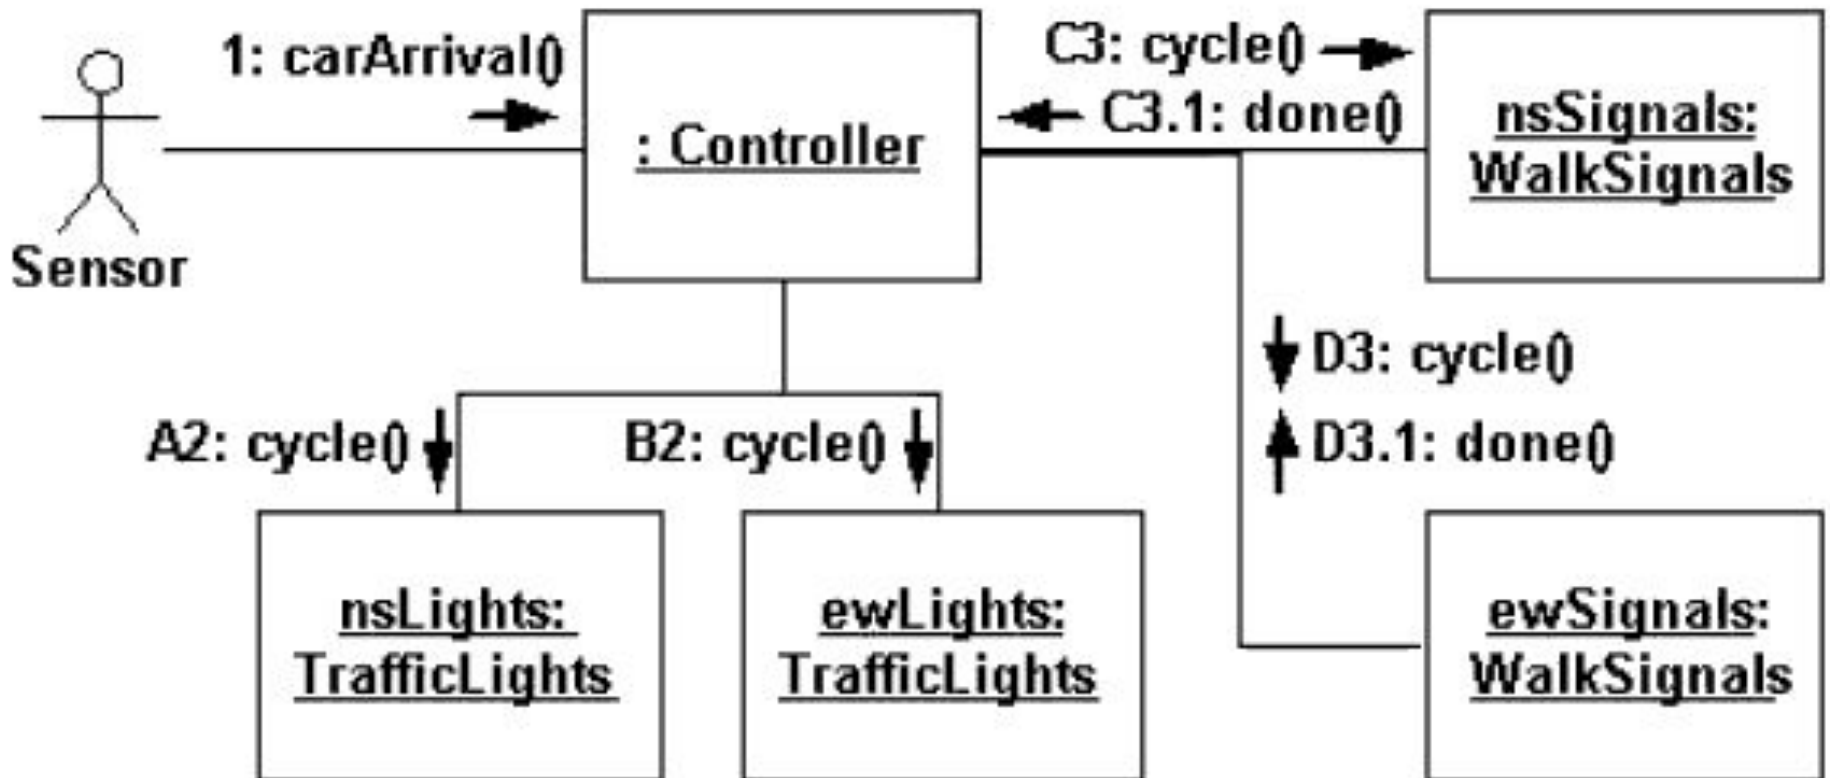 1: carArrival()
C3: cycle()
C3.1: done()
: Controller
nsSignals:
WalkSignals
Sensor
D3: cycle()
D3.1: done()
A2: cycle()
B2: cycle()
nsLights:
TrafficLights
ewLights:
TrafficLights
ewSignals:
WalkSignals